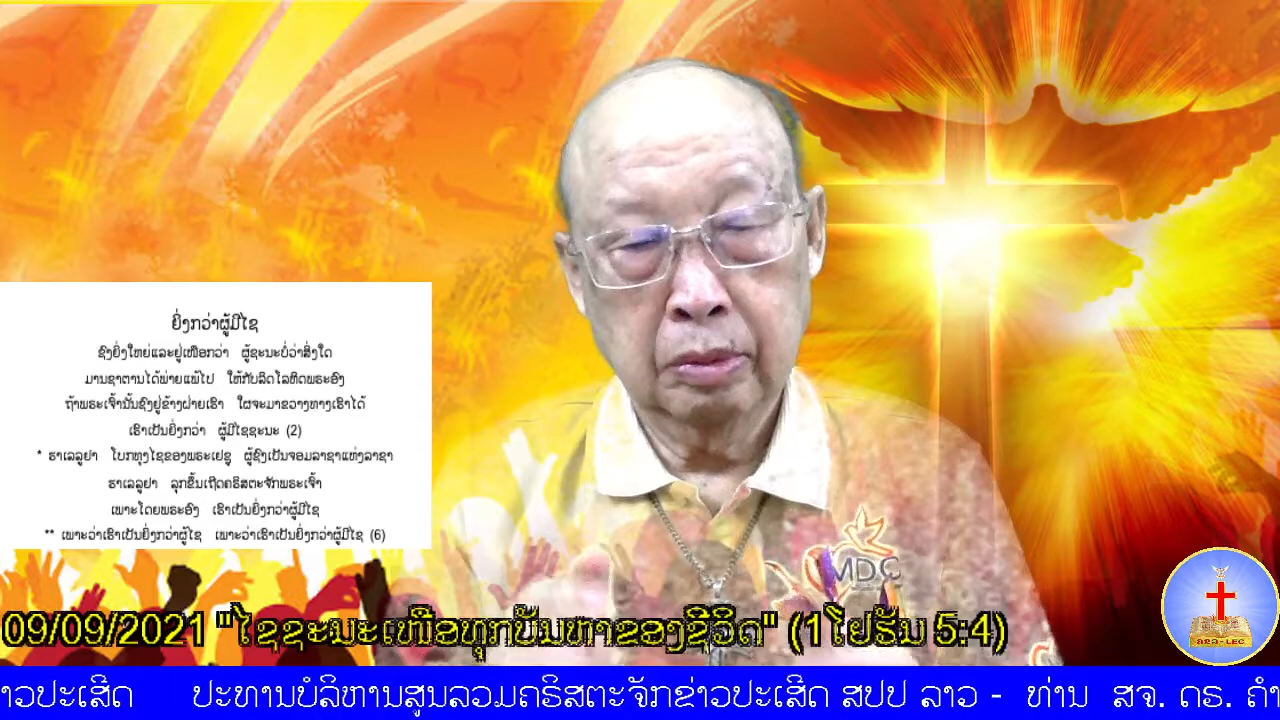 ຍິ່ງກວ່າຜູ້ມີໄຊ
ຊົງຍິ່ງໃຫຍ່ແລະຢູ່ເໜືອກວ່າ ຜູ້ຊະນະບໍ່ວ່າສິ່ງໃດ
ມານຊາຕານໄດ້ພ່າຍແພ້ໄປ ໃຫ້ກັບລິດໂລຫິດພຣະອົງ
ຖ້າພຣະເຈົ້ານັ້ນຊົງຢູ່ຂ້າງຝ່າຍເຮົາ ໃຜຈະມາຂວາງທາງເຮົາໄດ້
ເຮົາເປັນຍິ່ງກວ່າ ຜູ້ມີໄຊຊະນະ (2)
* ຮາເລລູຢາ ໂບກທຸງໄຊຂອງພຣະເຢຊູ ຜູ້ຊົງເປັນຈອມລາຊາແຫ່ງລາຊາ
ຮາເລລູຢາ ລຸກຂຶ້ນເຖີດຄຣິສຕະຈັກພຣະເຈົ້າ
ເພາະໂດຍພຣະອົງ ເຮົາເປັນຍິ່ງກວ່າຜູ້ມີໄຊ
** ເພາະວ່າເຮົາເປັນຍິ່ງກວ່າຜູ້ໄຊ ເພາະວ່າເຮົາເປັນຍິ່ງກວ່າຜູ້ມີໄຊ (6)
MDC
ຄຂລ-LEC
09/09/2021 "ໄຊຊະນະເໜືອທຸກບັນຫາຂອງຊີວິດ" (1ໂຢຮັນ 5:4)
າວປະເສີດ ປະທານບໍລິຫານສູນລວມຄຣິສຕະຈັກຂ່າວປະເສີດ ສປປ ລາວ - ທ່ານ ສຈ. ດຣ. ຄຳ